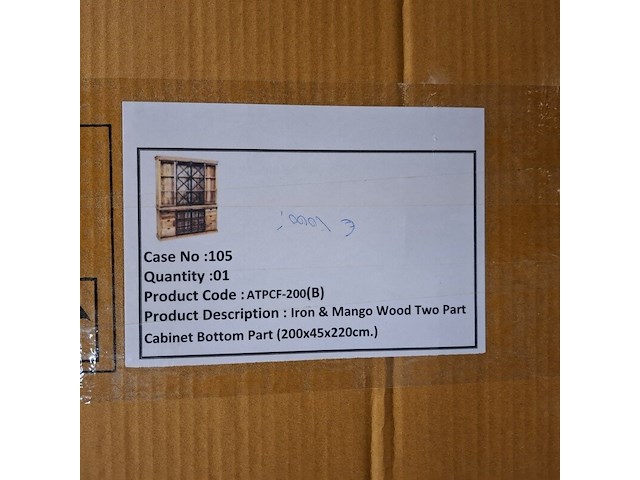 Case No :105
Quantity :01
Product Code : ATPCF-200(B)
Product Description : Iron & Mango Wood Two Part
Cabinet Bottom Part (200x45x220cm.)